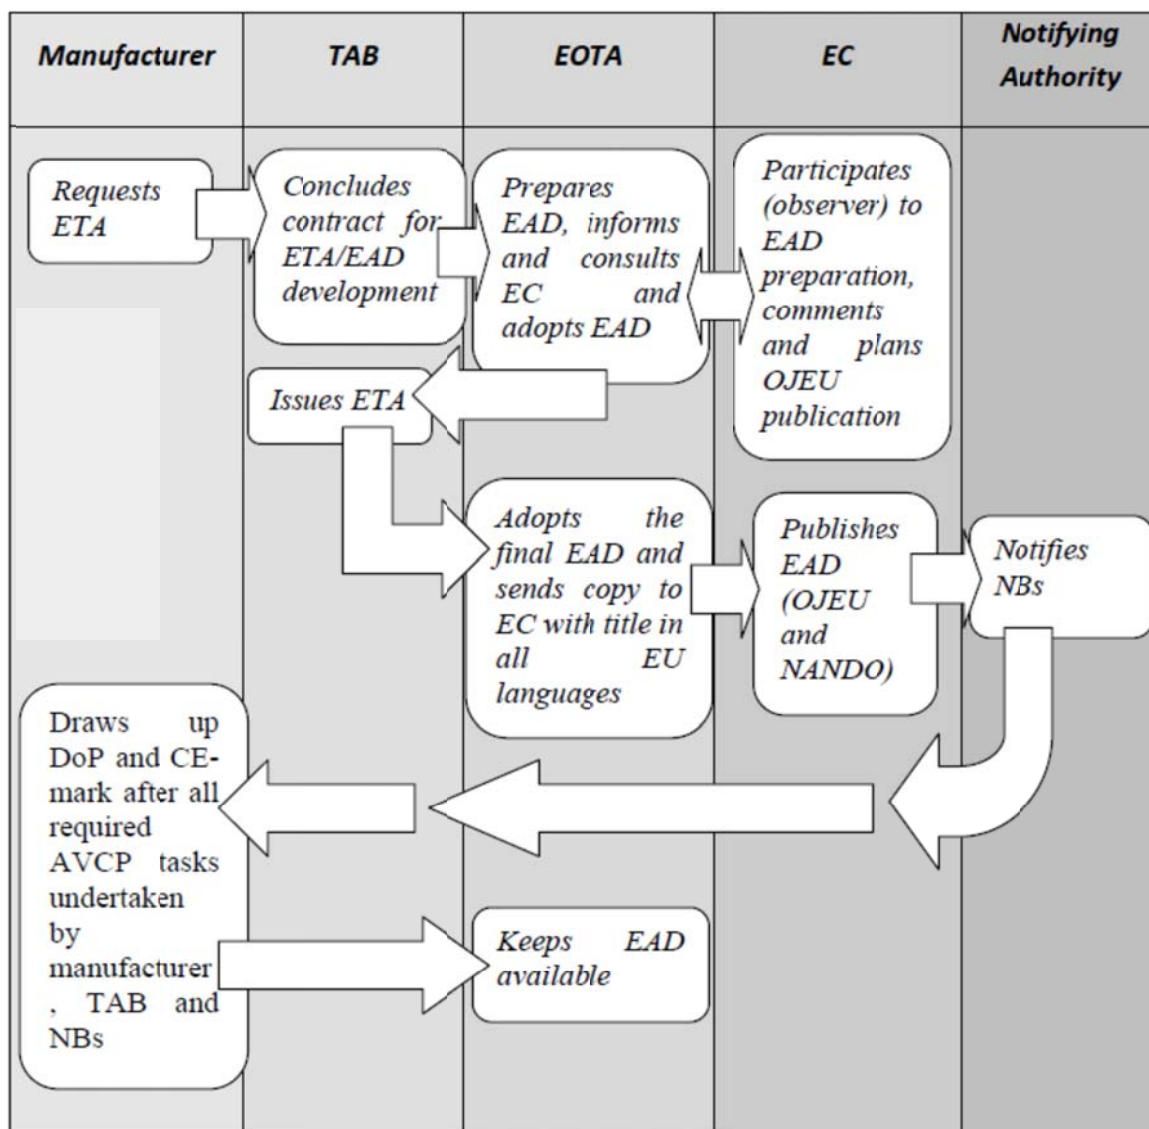 Manufacturer
TAB
EOTA
EC
Notifying
Authority
Requests
ETA
Concludes
contract for
ETA/EAD
development
Prepares
EAD, informs
and consults
EC and
adopts EAD
Participates
(observer) to
EAD
preparation,
comments
and plans
OJEU
publication
Issues ETA
Adopts the
final EAD and
sends copy to
EC with title in
all EU
languages
Publishes
EAD
(OJEU
and
NANDO)
Notifies
NBs
Draws up
DoP and CE-
mark after all
required
AVCP tasks
undertaken
by
manufacturer
, TAB and
NBs
Keeps EAD
available